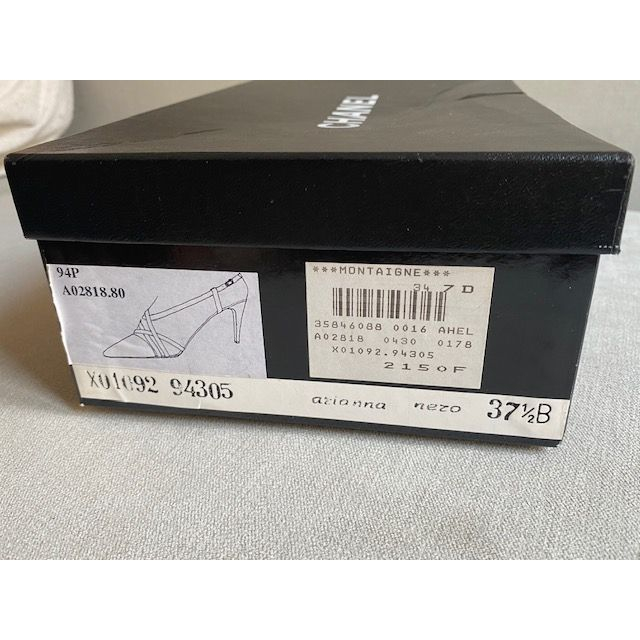 CHANEL
94P
A02818.80
***MONTAIGNE***
34 7 D
35846088 0016 AHEL
A02818 0430 0178
X01092.94305
2150F
X01092 94305
arianna nero 37½B